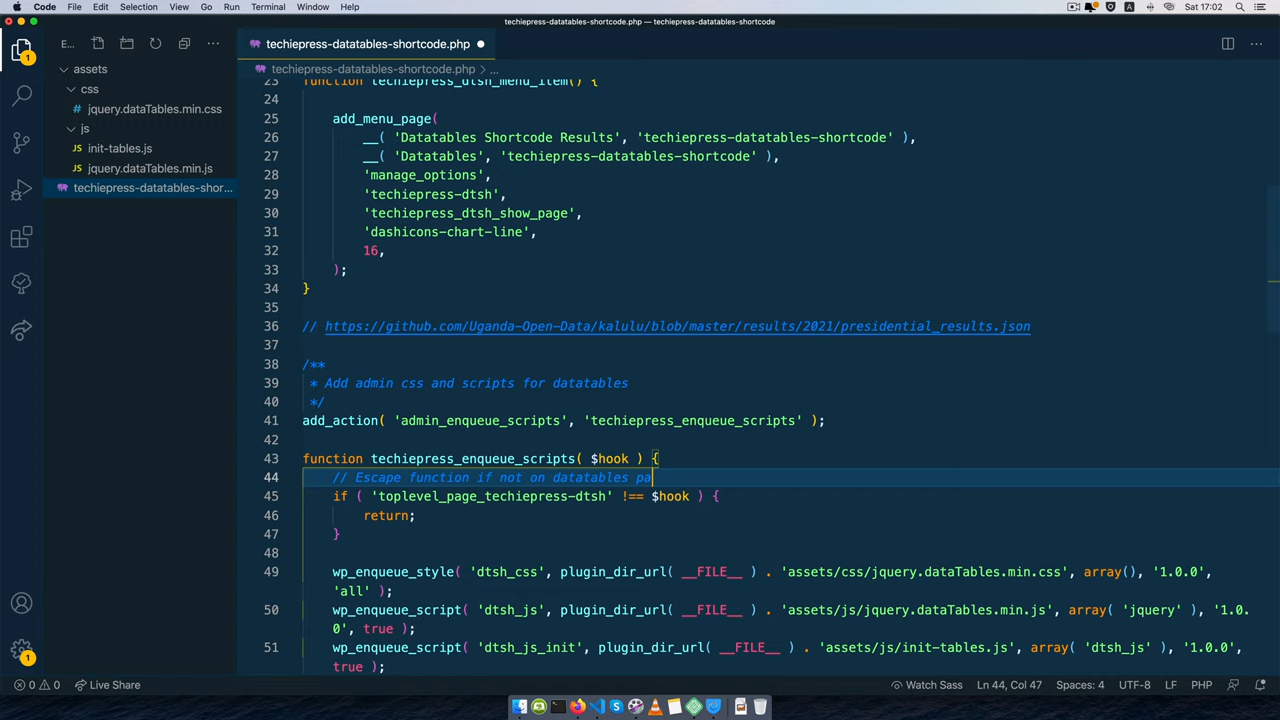 Code File Edit Selection View Go Run Terminal Window Help
A
Sat 17:02
techiepress-datatables-shortcode.php — techiepress-datatables-shortcode
E...
techiepress-datatables-shortcode.php
assets
css
jquery.dataTables.min.css
js
JS init-tables.js
JS jquery.dataTables.min.js
techiepress-datatables-shor...
techiepress-datatables-shortcode.php > ...
23 function techiepress_dtsh_menu_item() {
24
25 add_menu_page(
26 __( 'Datatables Shortcode Results', 'techiepress-datatables-shortcode' ),
27 __( 'Datatables', 'techiepress-datatables-shortcode' ),
28 'manage_options',
29 'techiepress-dtsh',
30 'techiepress_dtsh_show_page',
31 'dashicons-chart-line',
32 16,
33 );
34 }
35
36 // https://github.com/Uganda-Open-Data/kalulu/blob/master/results/2021/presidential_results.json
37
38 /**
39 * Add admin css and scripts for datatables
40 */
41 add_action( 'admin_enqueue_scripts', 'techiepress_enqueue_scripts' );
42
43 function techiepress_enqueue_scripts( $hook ) {
44 // Escape function if not on datatables pa
45 if ( 'toplevel_page_techiepress-dtsh' !== $hook ) {
46 return;
47 }
48
49 wp_enqueue_style( 'dtsh_css', plugin_dir_url( __FILE__ ) . 'assets/css/jquery.dataTables.min.css', array(), '1.0.0',
'all' );
50 wp_enqueue_script( 'dtsh_js', plugin_dir_url( __FILE__ ) . 'assets/js/jquery.dataTables.min.js', array( 'jquery' ), '1.0.
0', true );
51 wp_enqueue_script( 'dtsh_js_init', plugin_dir_url( __FILE__ ) . 'assets/js/init-tables.js', array( 'dtsh_js' ), '1.0.0',
true );
1
1
0 0 Live Share
Watch Sass Ln 44, Col 47 Spaces: 4 UTF-8 LF PHP